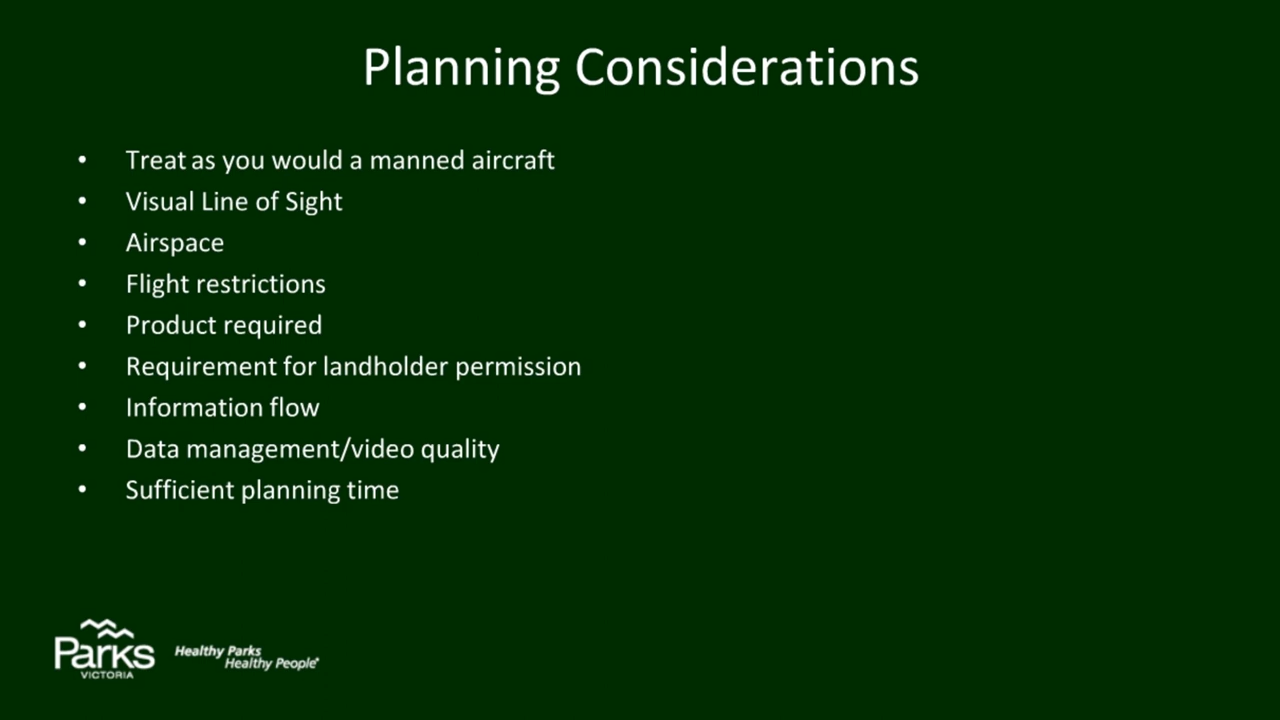 Planning Considerations
• Treat as you would a manned aircraft
• Visual Line of Sight
• Airspace
• Flight restrictions
• Product required
• Requirement for landholder permission
• Information flow
• Data management/video quality
• Sufficient planning time
Parks
VICTORIA
Healthy Parks
Healthy People®